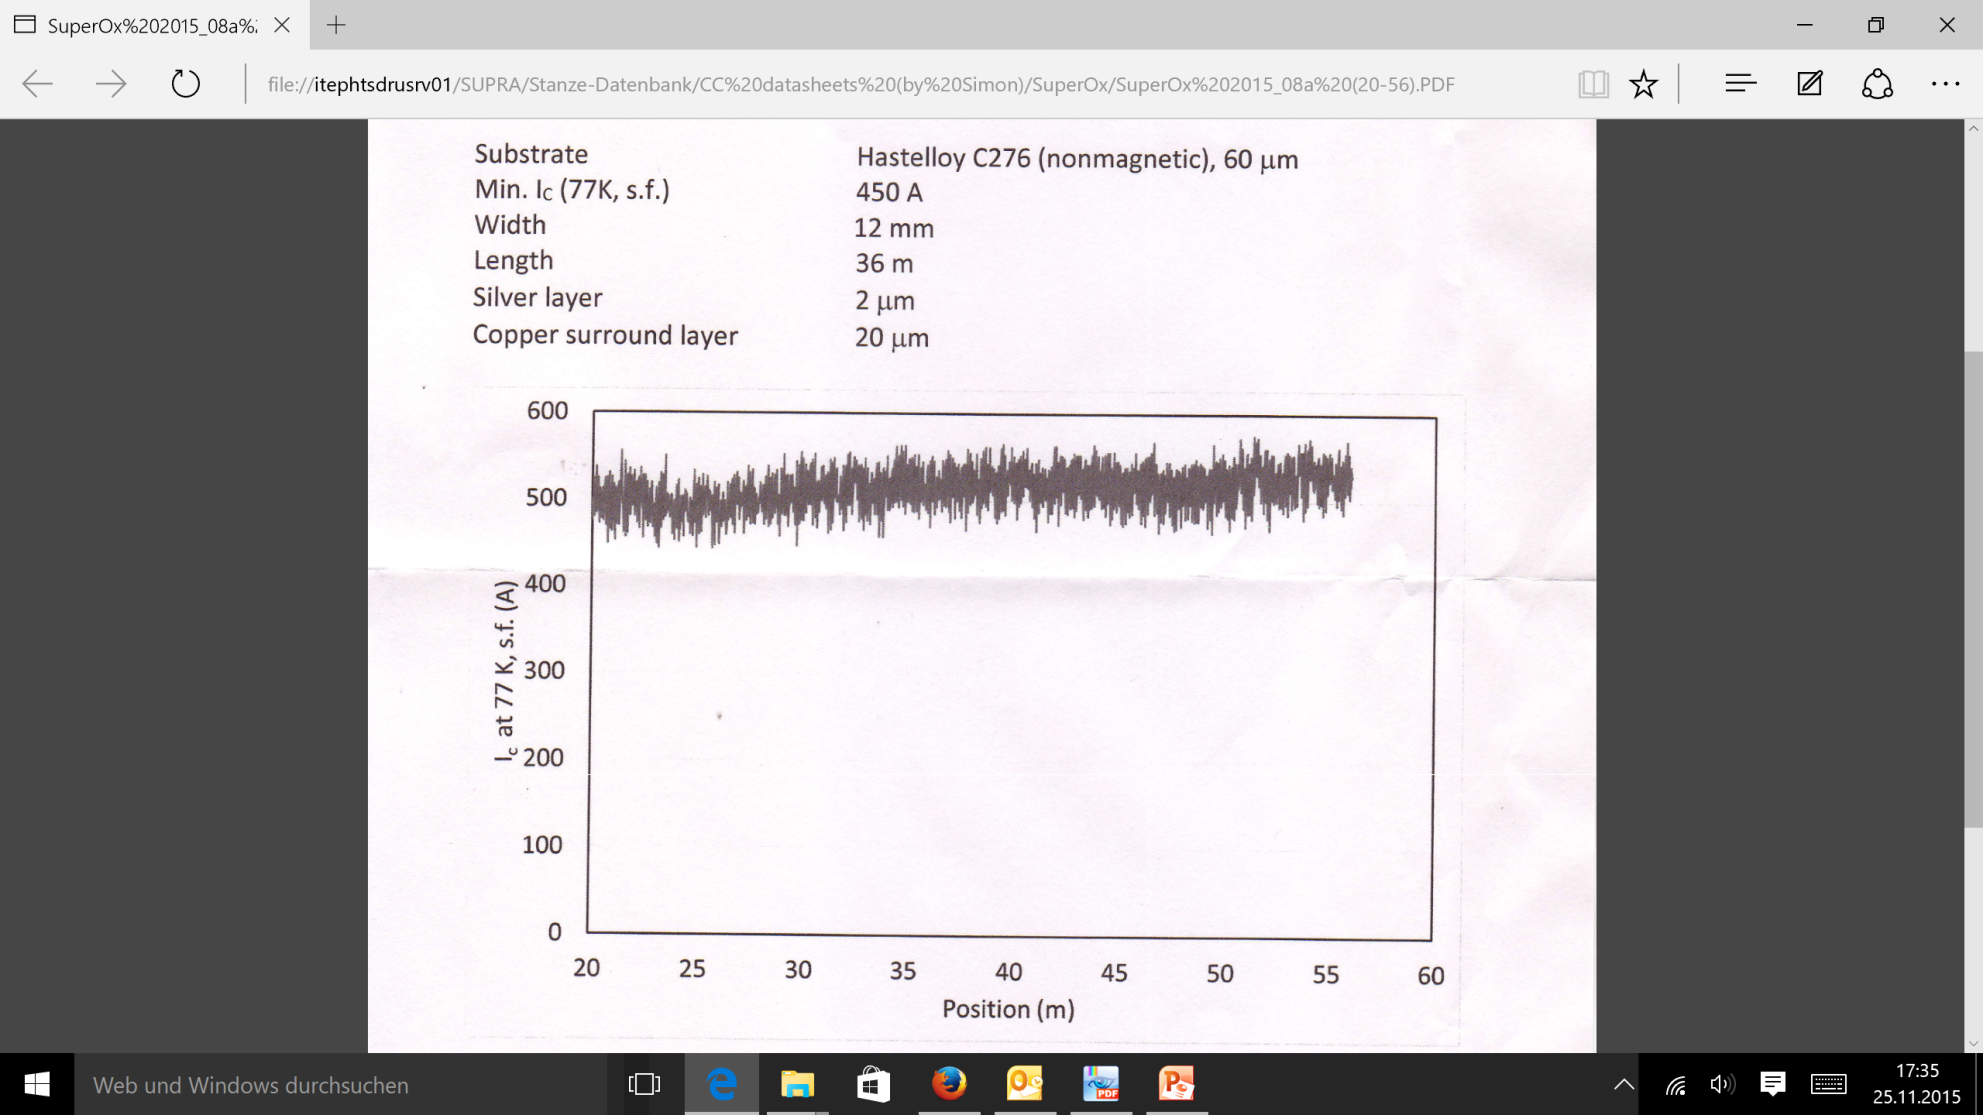 SuperOx%202015_08a%2
file://itephtsdrusrv01/SUPRA/Stanze-Datenbank/CC%20datasheets%20(by%20Simon)/SuperOx/SuperOx%202015_08a%20(20-56).PDF
Substrate Hastelloy C276 (nonmagnetic), 60 μm
Min. IC (77K, s.f.) 450 A
Width 12 mm
Length 36 m
Silver layer 2 μm
Copper surround layer 20 μm
600
500
400
300
200
100
0
Ic at 77 K, s.f. (A)
20 25 30 35 40 45 50 55 60
Position (m)
Web und Windows durchsuchen
PDF
17:35
25.11.2015